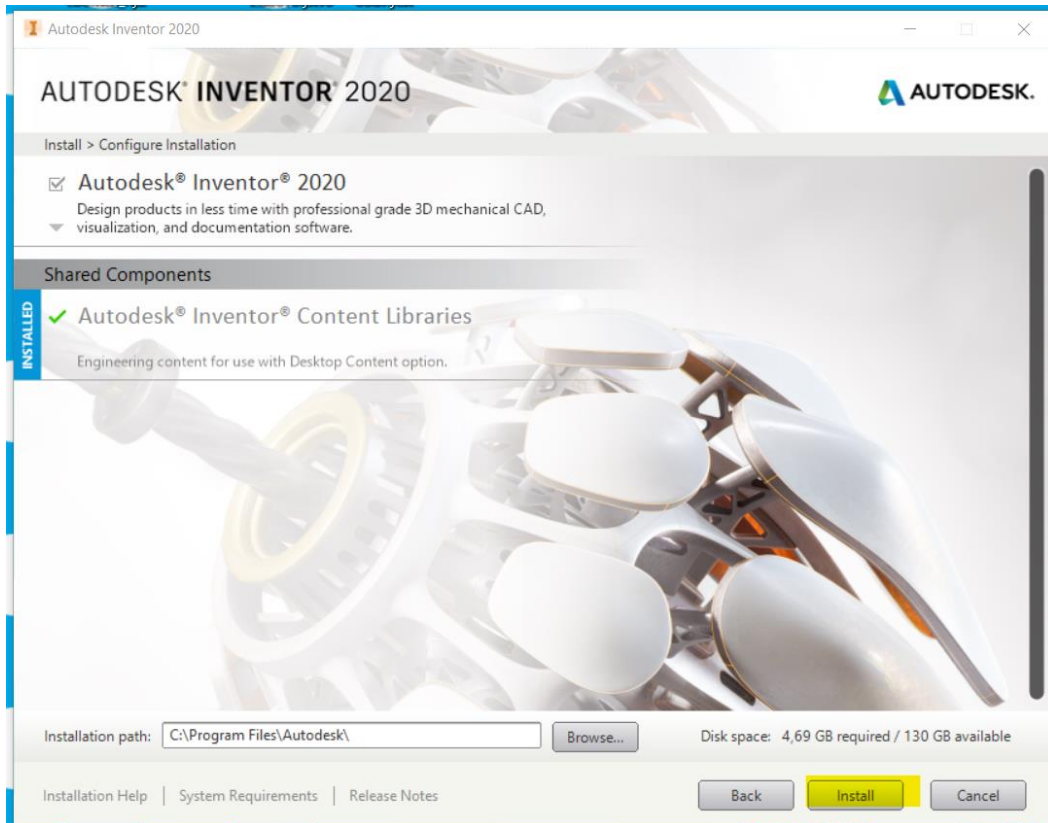 Autodesk Inventor 2020
AUTODESK® INVENTOR® 2020
AUTODESK.
Install > Configure Installation
Autodesk® Inventor® 2020
Design products in less time with professional grade 3D mechanical CAD,
visualization, and documentation software.
Shared Components
INSTALLED
Autodesk® Inventor® Content Libraries
Engineering content for use with Desktop Content option.
Installation path: C:\Program Files\Autodesk\ Browse... Disk space: 4,69 GB required / 130 GB available
Installation Help | System Requirements | Release Notes Back Install Cancel